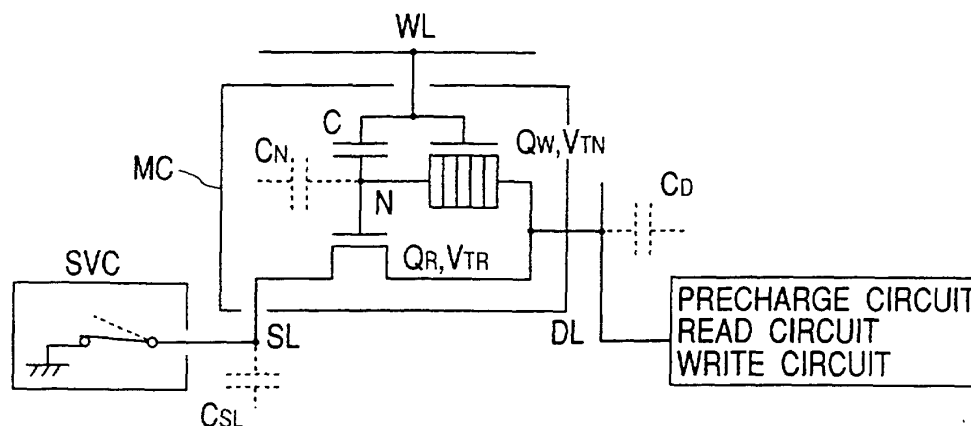 WL
C
QW,VTN
CN
MC
N
CD
QR,VTR
SVC
SL
DL
PRECHARGE CIRCUIT
READ CIRCUIT
WRITE CIRCUIT
CSL